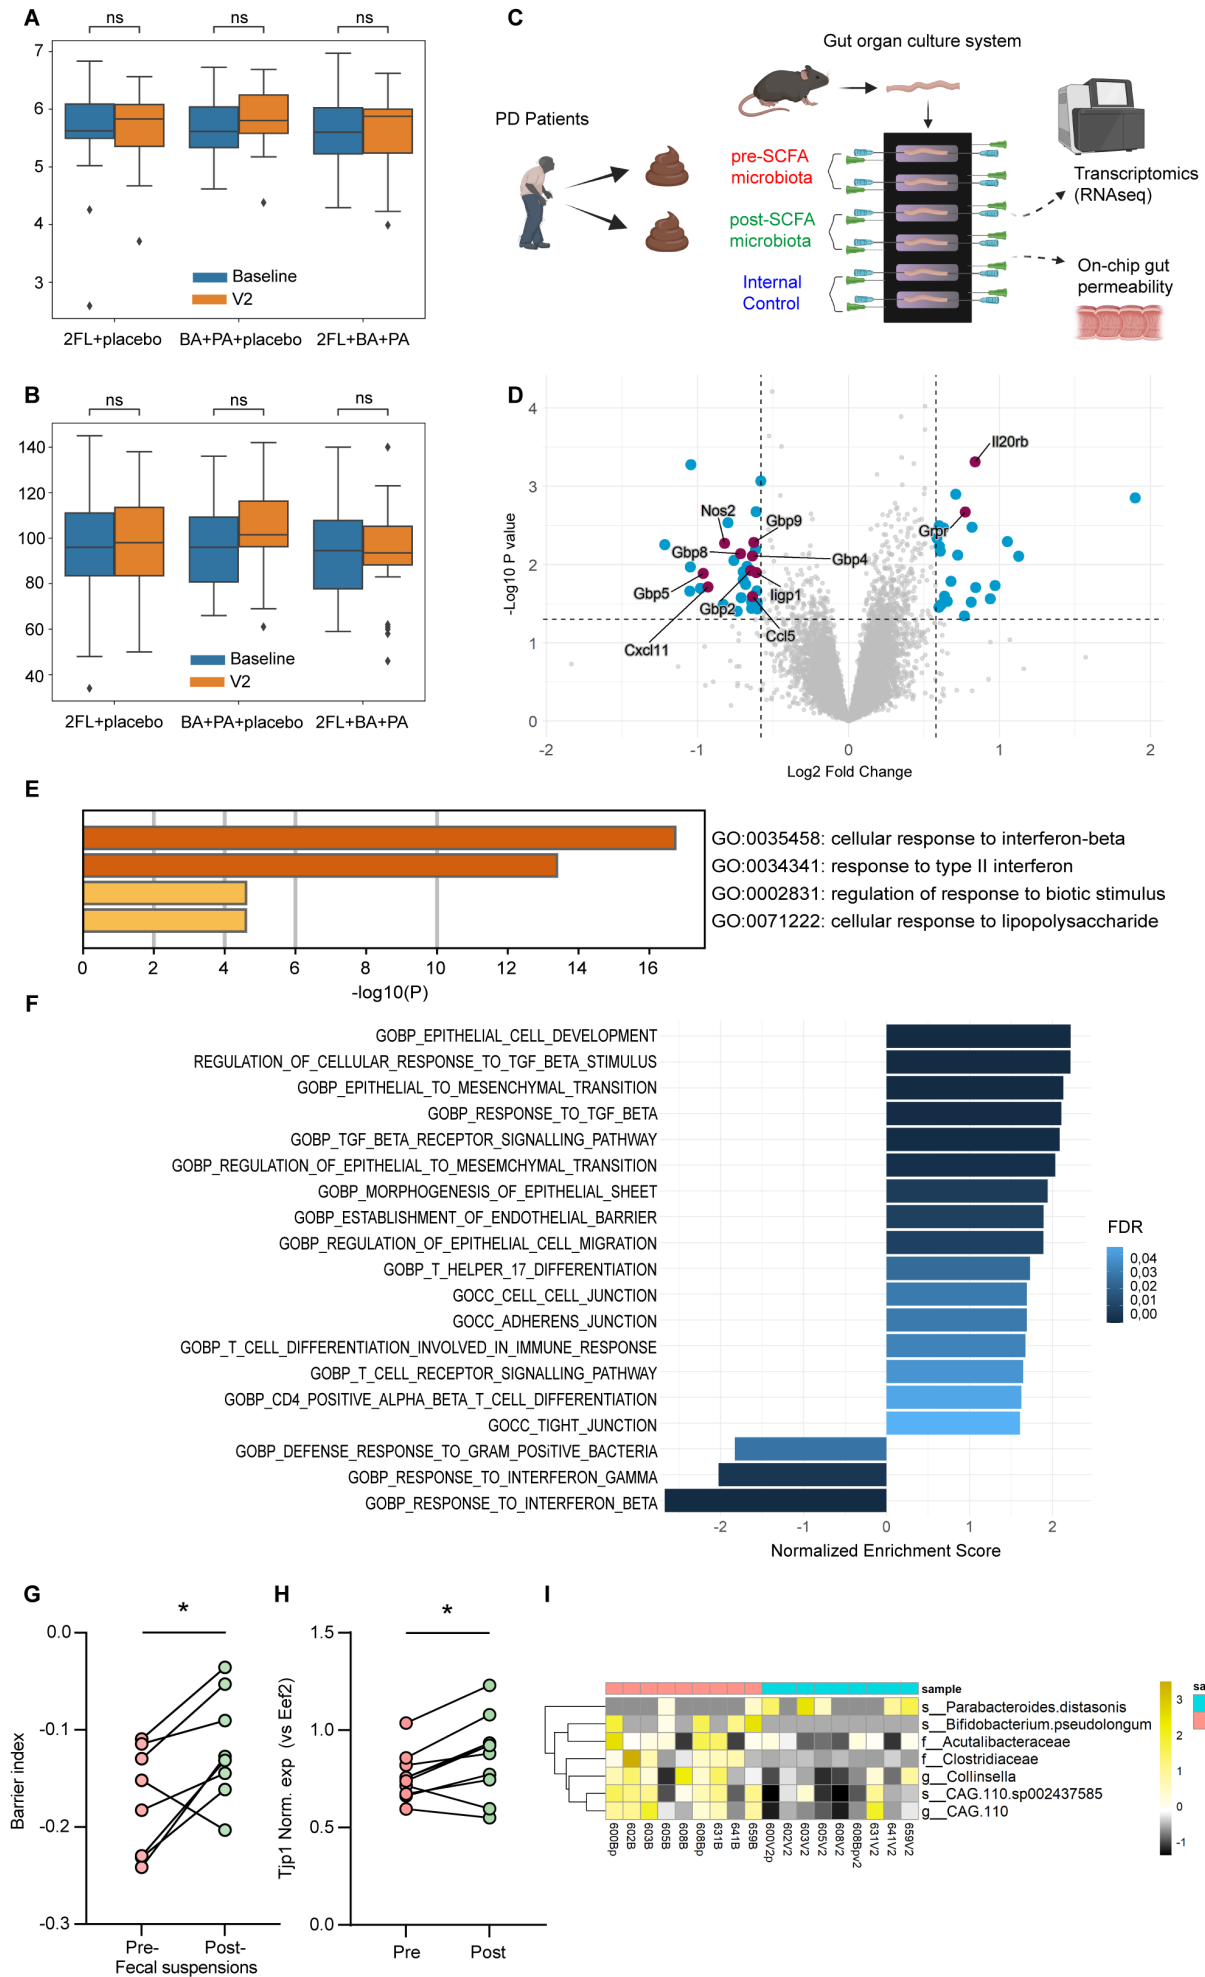 A
ns
ns
ns
7
6
5
4
3
Baseline
V2
2FL+placebo
BA+PA+placebo
2FL+BA+PA
B
ns
ns
ns
140
120
100
80
60
40
Baseline
V2
2FL+placebo
BA+PA+placebo
2FL+BA+PA
C
Gut organ culture system
PD Patients
pre-SCFA
microbiota
post-SCFA
microbiota
Internal
Control
Transcriptomics
(RNAseq)
On-chip gut
permeability
D
-Log10 P value
4
3
2
1
0
Il20rb
Grpr
Nos2
Gbp9
Gbp8
Gbp4
Gbp5
Gbp2
Iigp1
Ccl5
Cxcl11
-2
-1
0
1
2
Log2 Fold Change
E
GO:0035458: cellular response to interferon-beta
GO:0034341: response to type II interferon
GO:0002831: regulation of response to biotic stimulus
GO:0071222: cellular response to lipopolysaccharide
0 2 4 6 8 10 12 14 16
-log10(P)
F
GOBP_EPITHELIAL_CELL_DEVELOPMENT
REGULATION_OF_CELLULAR_RESPONSE_TO_TGF_BETA_STIMULUS
GOBP_EPITHELIAL_TO_MESENCHYMAL_TRANSITION
GOBP_RESPONSE_TO_TGF_BETA
GOBP_TGF_BETA_RECEPTOR_SIGNALLING_PATHWAY
GOBP_REGULATION_OF_EPITHELIAL_TO_MESEMCHYMAL_TRANSITION
GOBP_MORPHOGENESIS_OF_EPITHELIAL_SHEET
GOBP_ESTABLISHMENT_OF_ENDOTHELIAL_BARRIER
GOBP_REGULATION_OF_EPITHELIAL_CELL_MIGRATION
GOBP_T_HELPER_17_DIFFERENTIATION
GOCC_CELL_CELL_JUNCTION
GOCC_ADHERENS_JUNCTION
GOBP_T_CELL_DIFFERENTIATION_INVOLVED_IN_IMMUNE_RESPONSE
GOBP_T_CELL_RECEPTOR_SIGNALLING_PATHWAY
GOBP_CD4_POSITIVE_ALPHA_BETA_T_CELL_DIFFERENTIATION
GOCC_TIGHT_JUNCTION
GOBP_DEFENSE_RESPONSE_TO_GRAM_POSiTIVE_BACTERIA
GOBP_RESPONSE_TO_INTERFERON_GAMMA
GOBP_RESPONSE_TO_INTERFERON_BETA
-2 -1 0 1 2
Normalized Enrichment Score
FDR
0,04
0,03
0,02
0,01
0,00
G
*
Barrier index
0.0
-0.1
-0.2
-0.3
Pre-
Post-
Fecal suspensions
H
*
Tjp1 Norm. exp (vs Eef2)
1.5
1.0
0.5
0.0
Pre
Post
I
sample
s__Parabacteroides.distasonis
s__Bifidobacterium.pseudolongum
f__Acutalibacteraceae
f__Clostridiaceae
g__Collinsella
s__CAG.110.sp002437585
g__CAG.110
600Bp
602B
603B
605B
608B
608Bp
631B
641B
659B
600V2p
602V2
603V2
605V2
608V2
608Bpv2
631V2
641V2
659V2
3
2
1
0
-1
sa